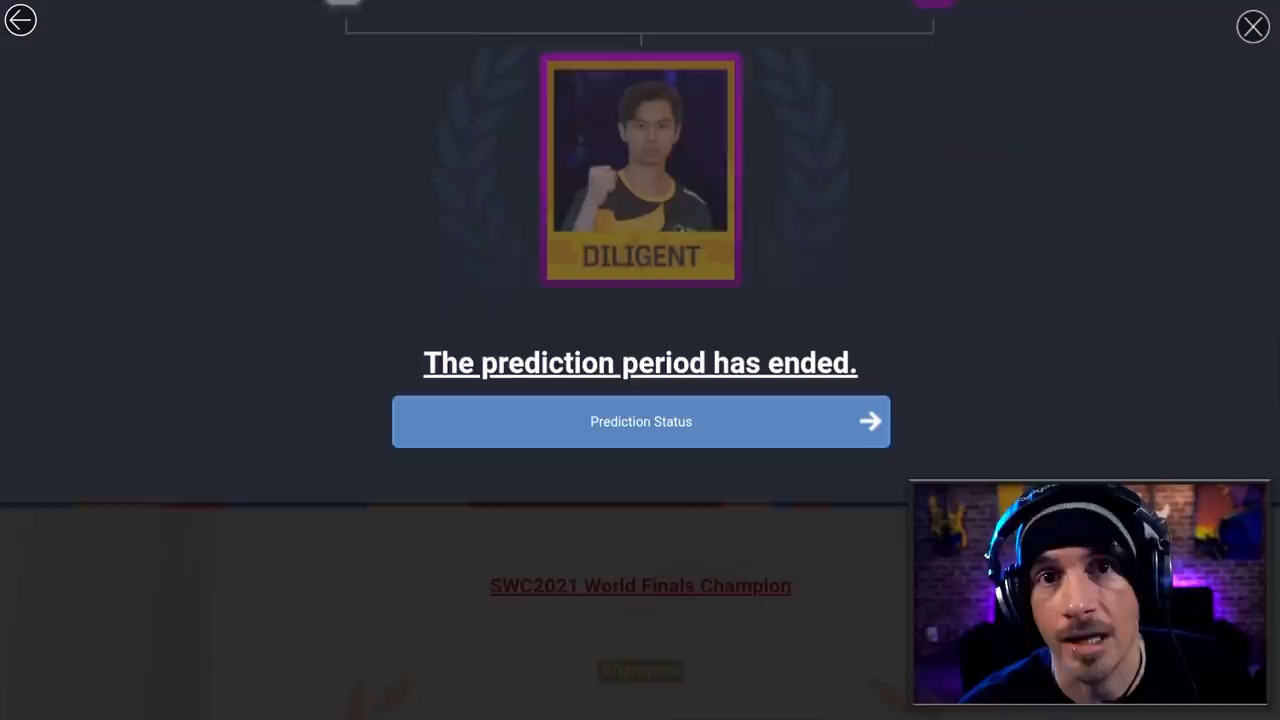 DILIGENT
The prediction period has ended.
Prediction Status
SWC2021 World Finals Champion
Champion